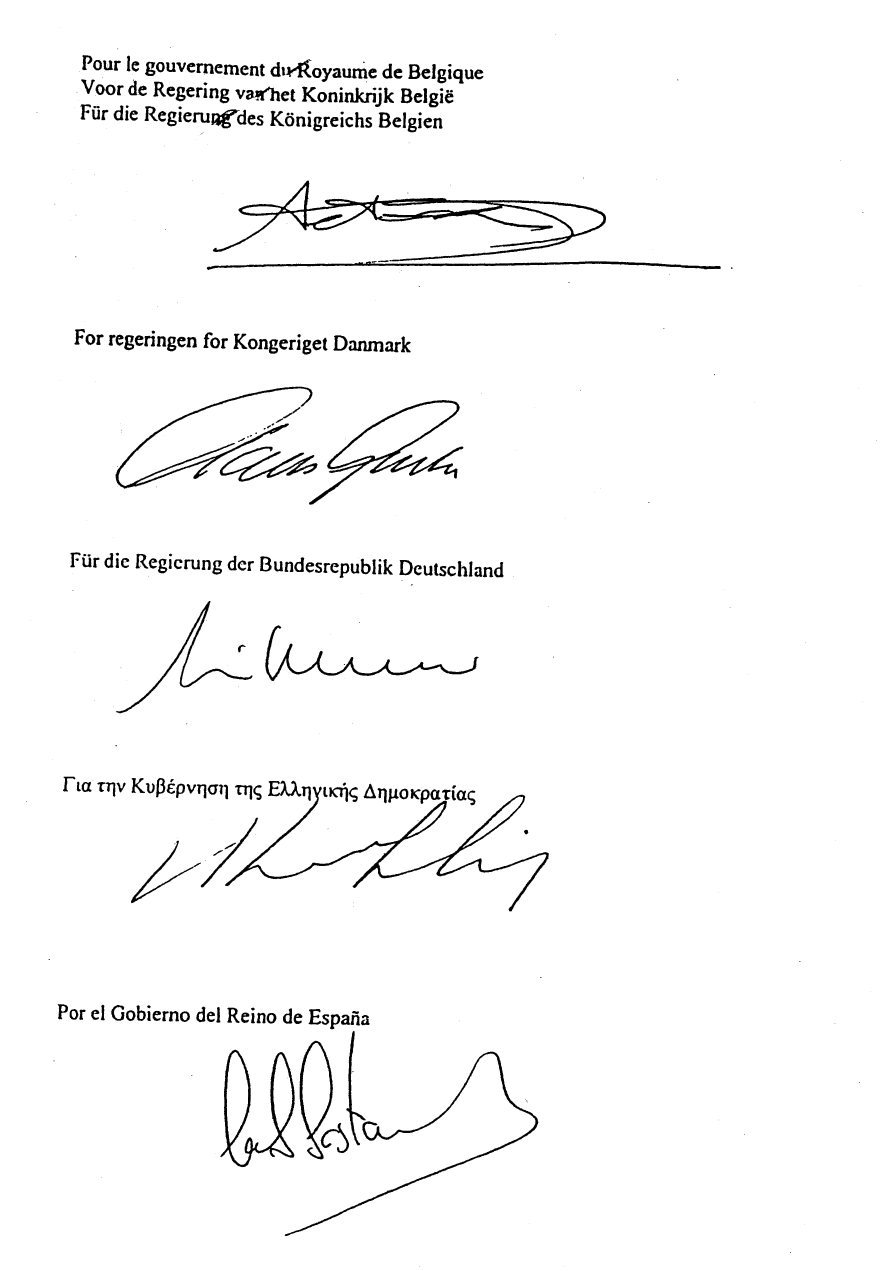 Pour le gouvernement du Royaume de Belgique
Voor de Regering van het Koninkrijk België
Für die Regierung des Königreichs Belgien
For regeringen for Kongeriget Danmark
Für die Regierung der Bundesrepublik Deutschland
Για την Κυβέρνηση της Ελληγικής Δημοκρατίας
Por el Gobierno del Reino de España